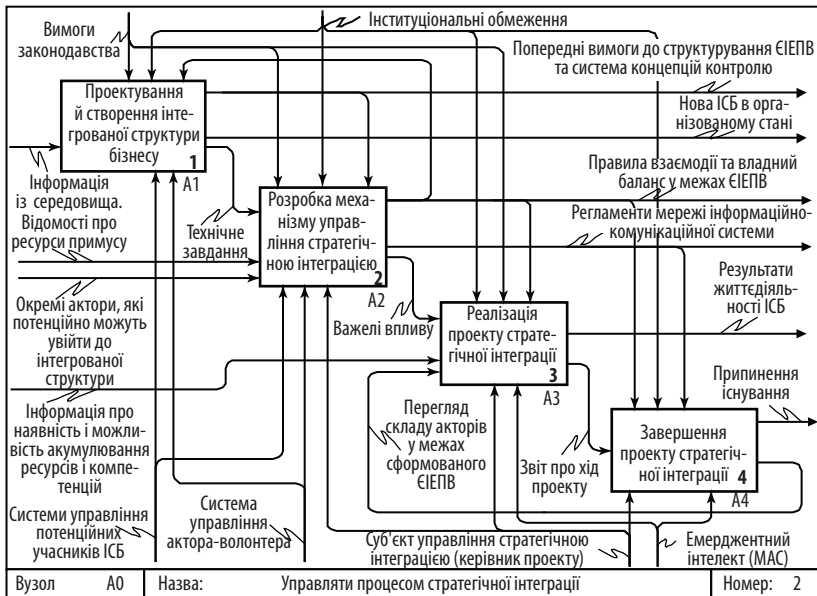 Вимоги
законодавства
Інституціональні обмеження
Попередні вимоги до структурування ЄІЕПВ
та система концепцій контролю
Проектування
й створення інте-
грованої структури
бізнесу
1
А1
Нова ІСБ в орга-
нізованому стані
Інформація
із середовища.
Відомості про
ресурси примусу
Технічне
завдання
Розробка меха-
нізму управ-
ління стратегіч-
ною інтеграцією
2
А2
Правила взаємодії та владний
баланс у межах ЄІЕПВ
Регламенти мережі інформаційно-
комунікаційної системи
Окремі актори, які
потенційно можуть
увійти до
інтегрованої
структури
Важелі впливу
Реалізація
проекту страте-
гічної інтеграції
3
А3
Результати
життєдіяль-
ності ІСБ
Інформація про
наявність і можли-
вість акумулювання
ресурсів і компе-
тенцій
Перегляд
складу акторів
у межах
сформованого
ЄІЕПВ
Звіт про хід
проекту
Завершення
проекту стратегіч-
ної інтеграції
4
А4
Припинення
існування
Системи управління
потенційних
учасників ІСБ
Система
управління
актора-волонтера
Суб'єкт управління стратегічною
інтеграцією (керівник проекту)
Емерджентний
інтелект (МАС)
Вузол А0 Назва: Управляти процесом стратегічної інтеграції Номер: 2